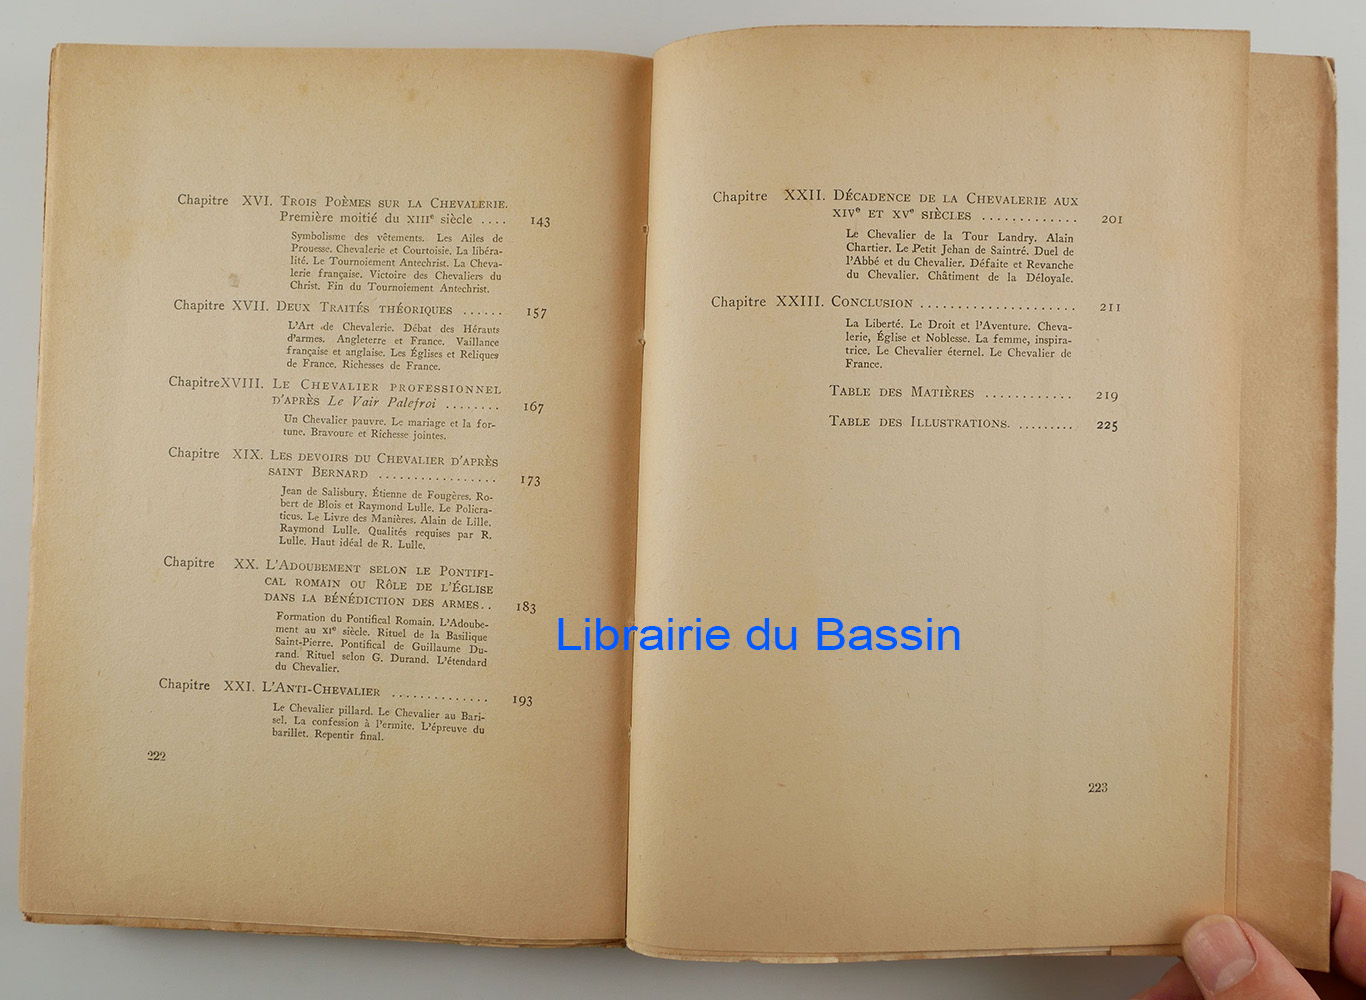 Chapitre XVI. Trois Poèmes sur la Chevalerie.
Première moitié du XIIIe siècle .... 143
Symbolisme des vêtements. Les Ailes de
Prouesse. Chevalerie et Courtoisie. La libéra-
lité. Le Tournoiement Antechrist. La Cheva-
lerie française. Victoire des Chevaliers du
Christ. Fin du Tournoiement Antechrist.
Chapitre XVII. Deux Traités théoriques ...... 157
L'Art de Chevalerie. Débat des Hérauts
d'armes. Angleterre et France. Vaillance
française et anglaise. Les Églises et Reliques
de France. Richesses de France.
Chapitre XVIII. Le Chevalier professionnel
d'après Le Vair Palefroi ........ 167
Un Chevalier pauvre. Le mariage et la for-
tune. Bravoure et Richesse jointes.
Chapitre XIX. Les devoirs du Chevalier d'après
saint Bernard ................. 173
Jean de Salisbury. Étienne de Fougères. Ro-
bert de Blois et Raymond Lulle. Le Policra-
ticus. Le Livre des Manières. Alain de Lille.
Raymond Lulle. Qualités requises par R.
Lulle. Haut idéal de R. Lulle.
Chapitre XX. L'Adoubement selon le Pontifi-
cal romain ou Rôle de l'Église
dans la bénédiction des armes.. 183
Formation du Pontifical Romain. L'Adoube-
ment au XIe siècle. Rituel de la Basilique
Saint-Pierre. Pontifical de Guillaume Du-
rand. Rituel selon G. Durand. L'étendard
du Chevalier.
Chapitre XXI. L'Anti-Chevalier .............. 193
Le Chevalier pillard. Le Chevalier au Bari-
sel. La confession à l'ermite. L'épreuve du
barillet. Repentir final.
222
Chapitre XXII. Décadence de la Chevalerie aux
XIVe et XVe siècles ............. 201
Le Chevalier de la Tour Landry. Alain
Chartier. Le Petit Jehan de Saintré. Duel de
l'Abbé et du Chevalier. Défaite et Revanche
du Chevalier. Châtiment de la Déloyale.
Chapitre XXIII. Conclusion ..................... 211
La Liberté. Le Droit et l'Aventure. Cheva-
lerie, Église et Noblesse. La femme, inspira-
trice. Le Chevalier éternel. Le Chevalier de
France.
Table des Matières ............ 219
Table des Illustrations. ......... 225
223
Librairie du Bassin